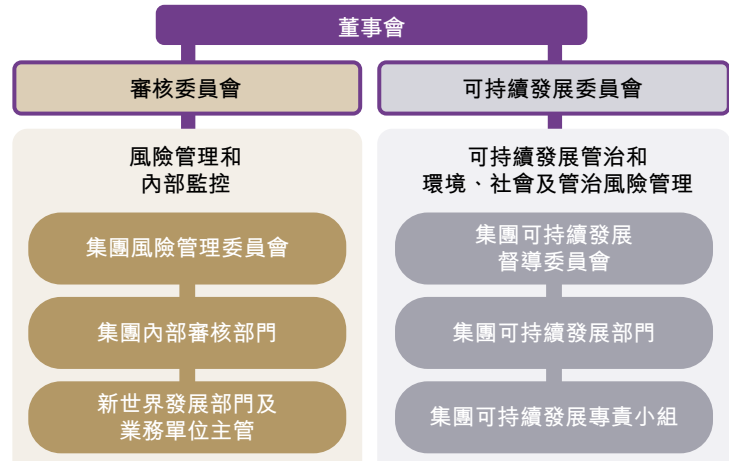 董事會
審核委員會
風險管理和
內部監控
集團風險管理委員會
集團內部審核部門
新世界發展部門及
業務單位主管
可持續發展委員會
可持續發展管治和
環境、社會及管治風險管理
集團可持續發展
督導委員會
集團可持續發展部門
集團可持續發展專責小組